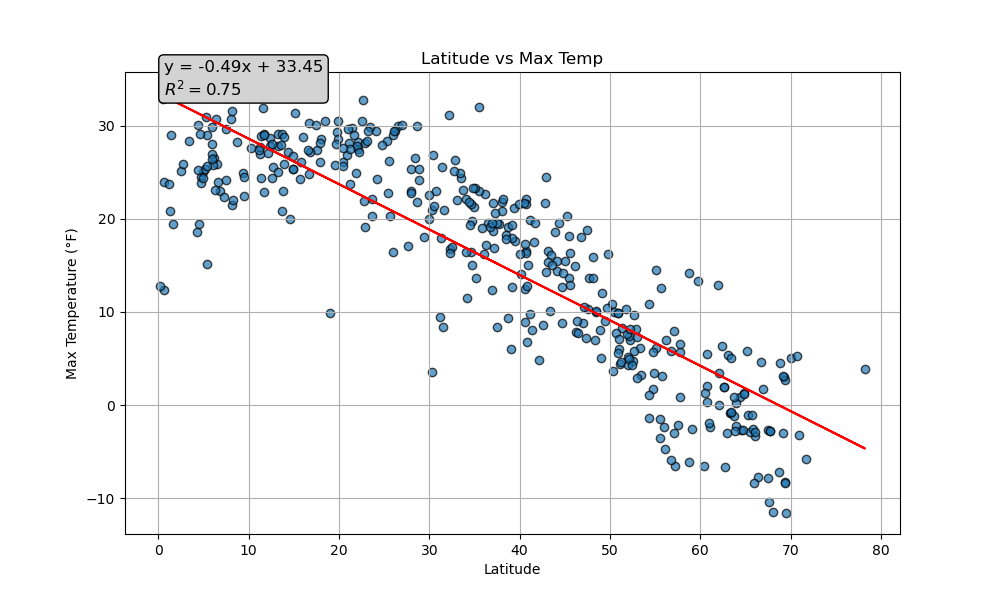 Latitude vs Max Temp
y = -0.49x + 33.45
R² = 0.75
Max Temperature (°F)
30
20
10
0
−10
0 10 20 30 40 50 60 70 80
Latitude